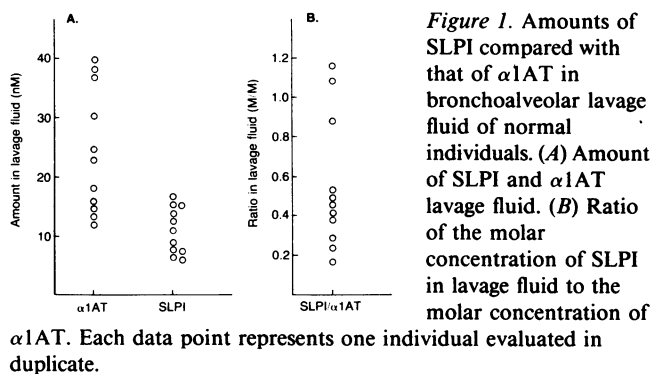 A.
Amount in lavage fluid (nM)
40
30
20
10
α1AT
SLPI
B.
Ratio in lavage fluid (M/M)
1.2
1.0
0.8
0.6
0.4
0.2
SLPI/α1AT
Figure 1. Amounts of
SLPI compared with
that of α1AT in
bronchoalveolar lavage
fluid of normal
individuals. (A) Amount
of SLPI and α1AT
lavage fluid. (B) Ratio
of the molar
concentration of SLPI
in lavage fluid to the
molar concentration of
α1AT. Each data point represents one individual evaluated in
duplicate.